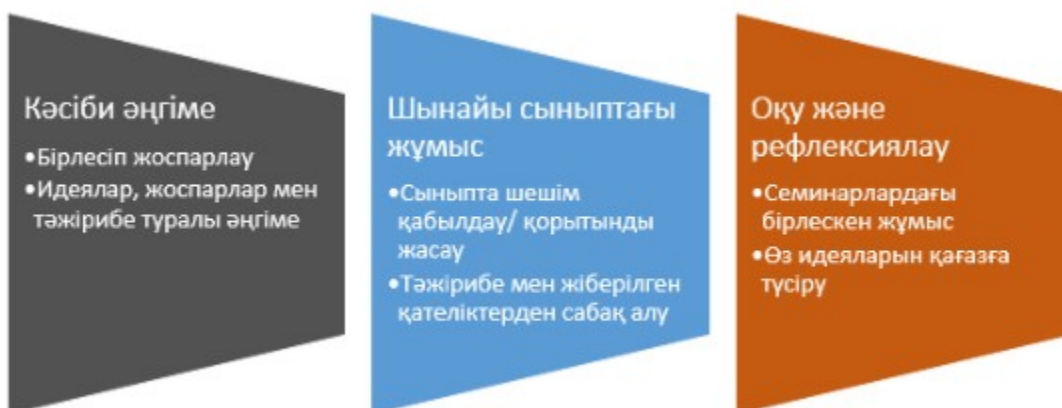 Кәсіби әңгіме
•Бірлесіп жоспарлау
•Идеялар, жоспарлар мен
тәжірибе туралы әңгіме
Шынайы сыныптағы
жұмыс
•Сыныпта шешім
қабылдау/ қорытынды
жасау
•Тәжірибе мен жіберілген
қателіктерден сабақ алу
Оқу және
рефлексиялау
•Семинарлардағы
бірлескен жұмыс
•Өз идеяларын қағазға
түсіру